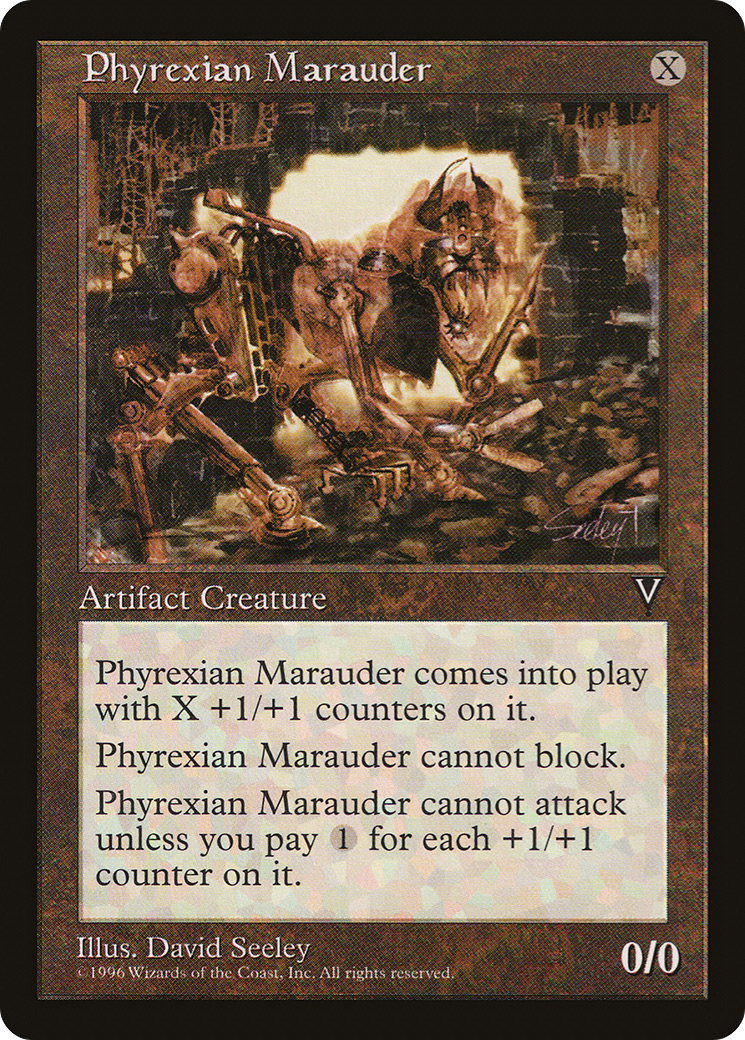 Phyrexian Marauder X
Seeley
Artifact Creature V
Phyrexian Marauder comes into play
with X +1/+1 counters on it.
Phyrexian Marauder cannot block.
Phyrexian Marauder cannot attack
unless you pay 1 for each +1/+1
counter on it.
Illus. David Seeley
©1996 Wizards of the Coast, Inc. All rights reserved.
0/0